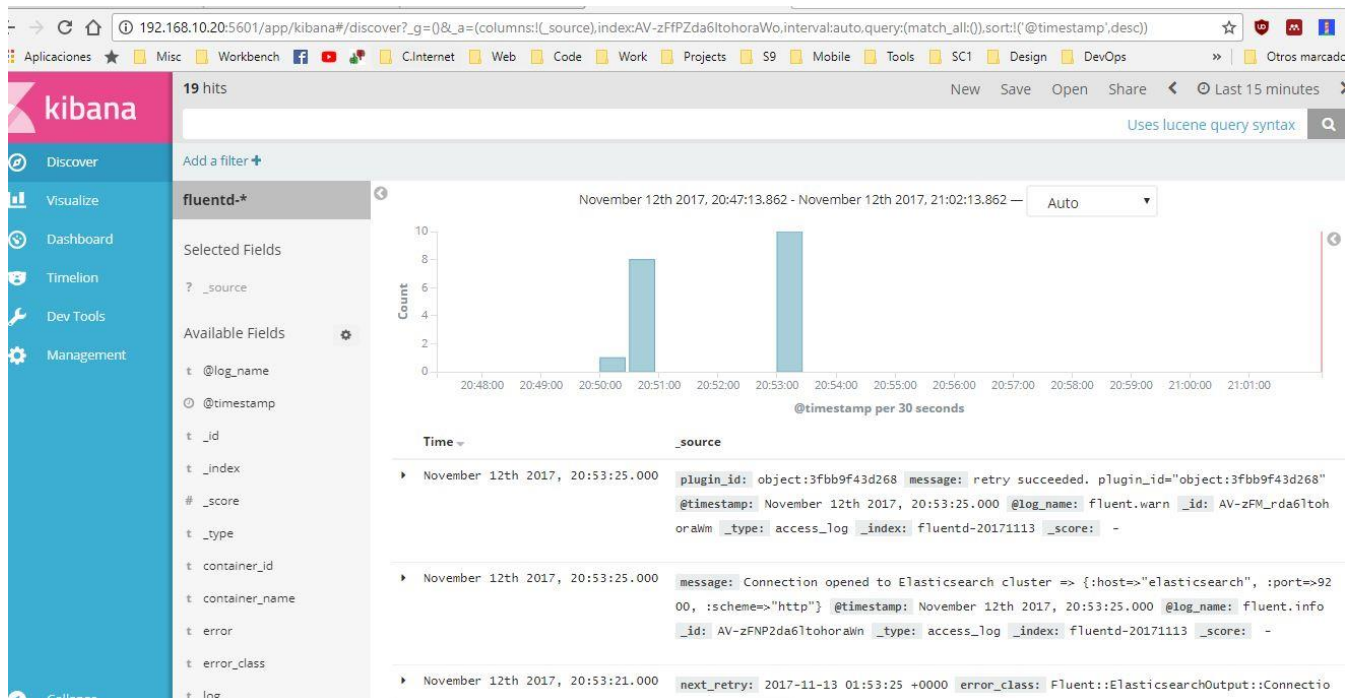 192.168.10.20:5601/app/kibana#/discover?_g=()&_a=(columns:!(_source),index:AV-zFfPZda6ltohoraWo,interval:auto,query:(match_all:()),sort:!('@timestamp',desc))
Aplicaciones Misc Workbench C.Internet Web Code Work Projects S9 Mobile Tools SC1 Design DevOps » Otros marcado
kibana
Discover
Visualize
Dashboard
Timelion
Dev Tools
Management
19 hits
New Save Open Share Last 15 minutes
Uses lucene query syntax
Add a filter +
fluentd-*
Selected Fields
? _source
Available Fields
t @log_name
@timestamp
t _id
t _index
# _score
t _type
t container_id
t container_name
t error
t error_class
t log
November 12th 2017, 20:47:13.862 - November 12th 2017, 21:02:13.862 — Auto
Count
10
8
6
4
2
0
20:48:00 20:49:00 20:50:00 20:51:00 20:52:00 20:53:00 20:54:00 20:55:00 20:56:00 20:57:00 20:58:00 20:59:00 21:00:00 21:01:00
@timestamp per 30 seconds
Time _source
November 12th 2017, 20:53:25.000 plugin_id: object:3fbb9f43d268 message: retry succeeded. plugin_id="object:3fbb9f43d268"
@timestamp: November 12th 2017, 20:53:25.000 @log_name: fluent.warn _id: AV-zFM_rda6ltoh
oraWm _type: access_log _index: fluentd-20171113 _score: -
November 12th 2017, 20:53:25.000 message: Connection opened to Elasticsearch cluster => {:host=>"elasticsearch", :port=>92
00, :scheme=>"http"} @timestamp: November 12th 2017, 20:53:25.000 @log_name: fluent.info
_id: AV-zFNP2da6ltohoraWn _type: access_log _index: fluentd-20171113 _score: -
November 12th 2017, 20:53:21.000 next_retry: 2017-11-13 01:53:25 +0000 error_class: Fluent::ElasticsearchOutput::Connectio